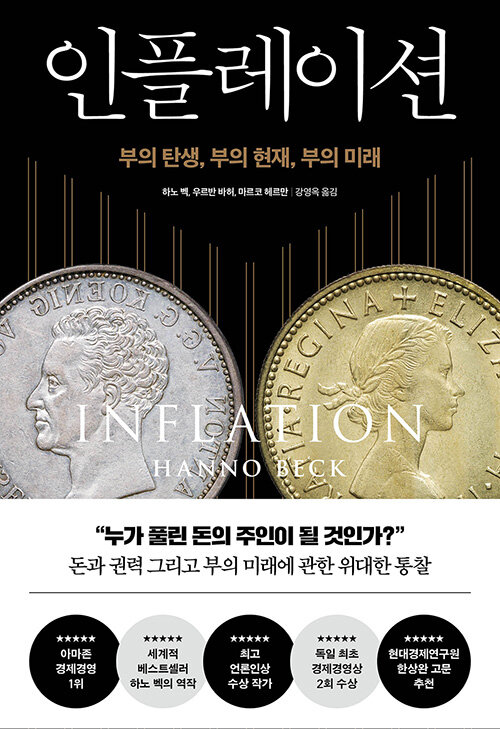 인플레이션
부의 탄생, 부의 현재, 부의 미래
하노 벡, 우르반 바허, 마르코 헤르만 | 강영옥 옮김
V. G. G. KOENIG
REGINA ✢ ELIZ
INFLATION
HANNO BECK
“누가 풀린 돈의 주인이 될 것인가?”
돈과 권력 그리고 부의 미래에 관한 위대한 통찰
★★★★★
아마존
경제경영
1위
★★★★★
세계적
베스트셀러
하노 벡의 역작
★★★★★
최고
언론인상
수상 작가
★★★★★
독일 최초
경제경영상
2회 수상
★★★★★
현대경제연구원
한상완 고문
추천